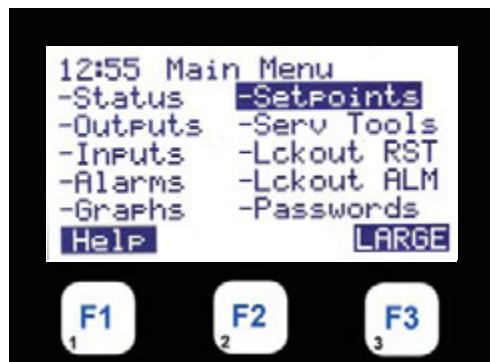 12:55 Main Menu
-Status -Setpoints
-Outputs -Serv Tools
-Inputs -Lckout RST
-Alarms -Lckout ALM
-Graphs -Passwords
Help LARGE
F1 F2 F3
1 2 3